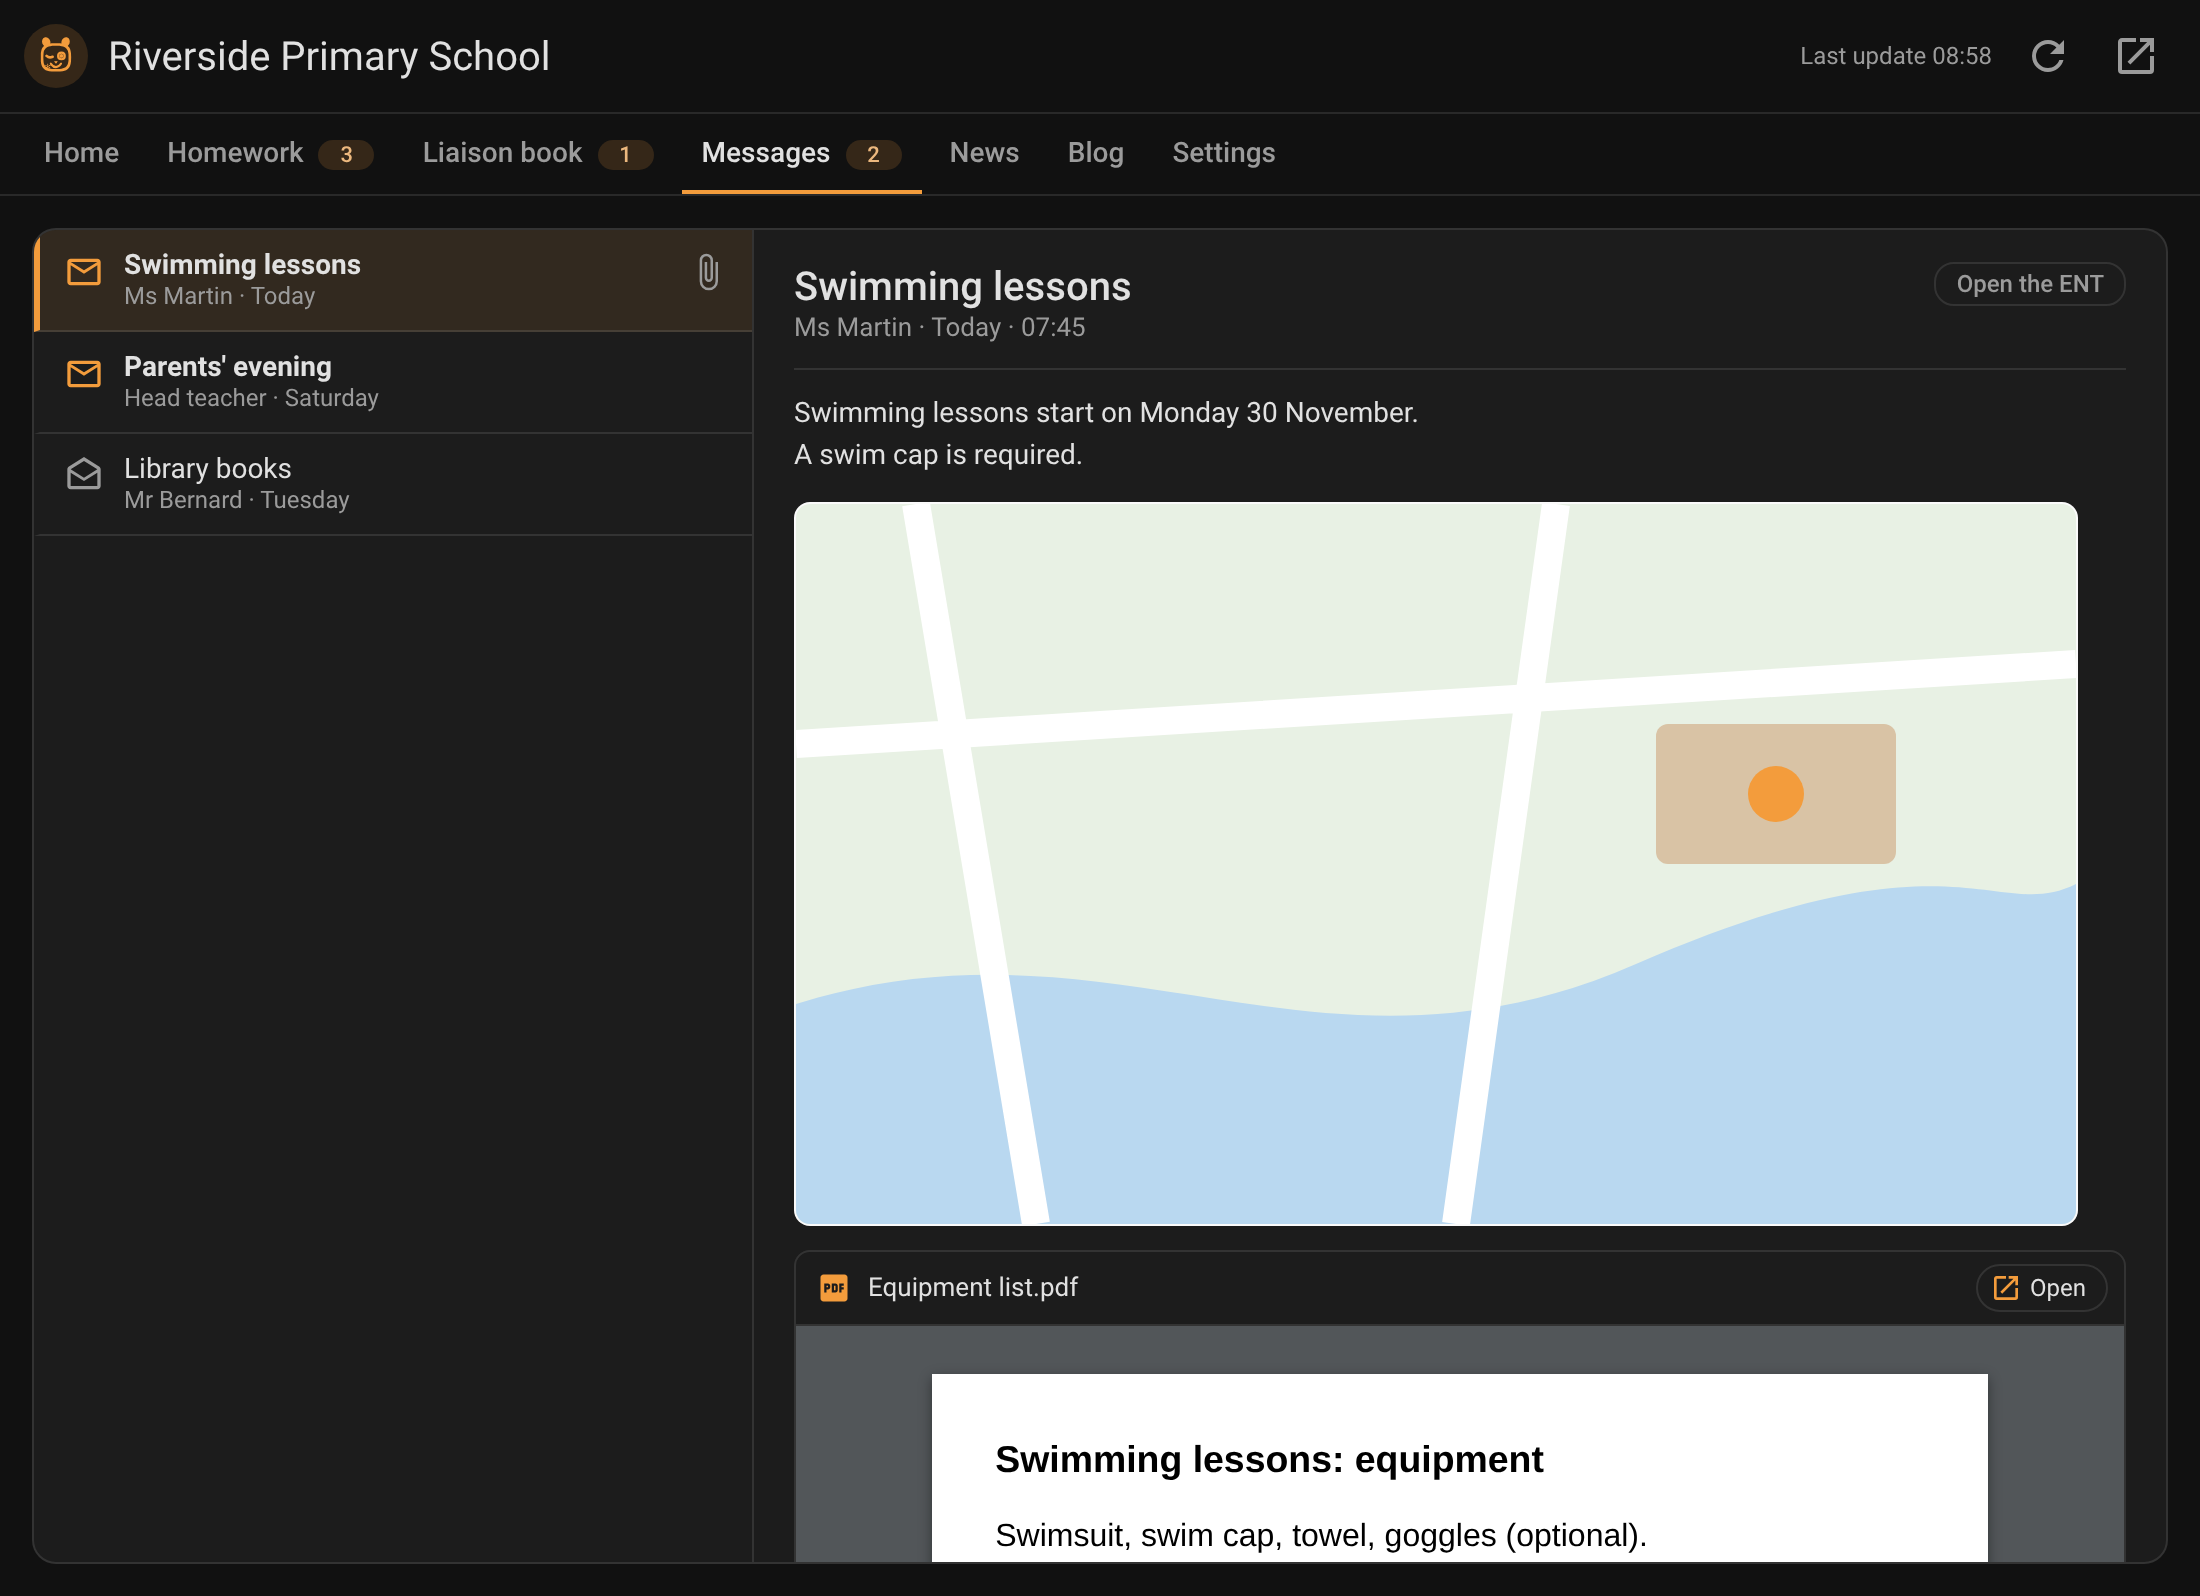 Riverside Primary School
Last update 08:58
Home
Homework 3
Liaison book 1
Messages 2
News
Blog
Settings
Swimming lessons
Ms Martin · Today
Parents' evening
Head teacher · Saturday
Library books
Mr Bernard · Tuesday
Swimming lessons
Open the ENT
Ms Martin · Today · 07:45
Swimming lessons start on Monday 30 November.
A swim cap is required.
PDF
Equipment list.pdf
Open
Swimming lessons: equipment
Swimsuit, swim cap, towel, goggles (optional).